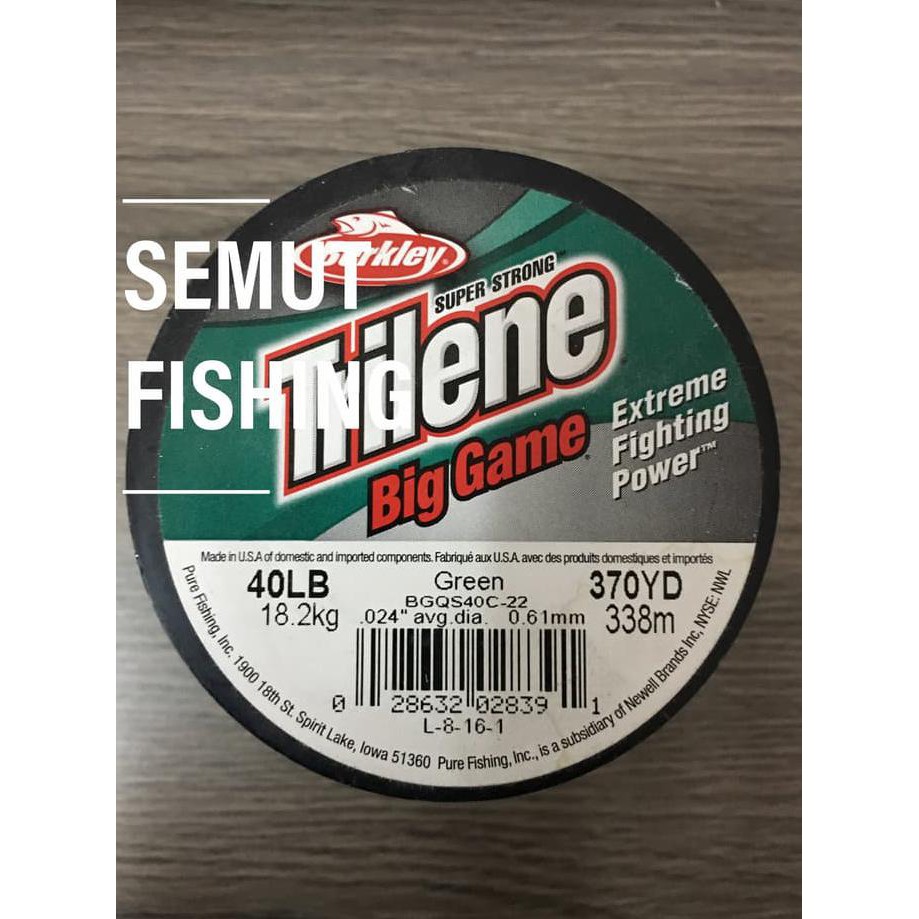 SEMUT
FISHING
Berkley
SUPER STRONG™
Trilene
Big Game®
Extreme
Fighting
Power™
Made in U.S.A of domestic and imported components. Fabriqué aux U.S.A. avec des produits domestiques et importés
40LB
18.2kg
Green
BGQS40C-22
.024" avg.dia. 0.61mm
370YD
338m
0 28632 02839 1
L-8-16-1
Pure Fishing, Inc. 1900 18th St. Spirit Lake, Iowa 51360 Pure Fishing, Inc., is a subsidiary of Newell Brands Inc, NYSE: NWL